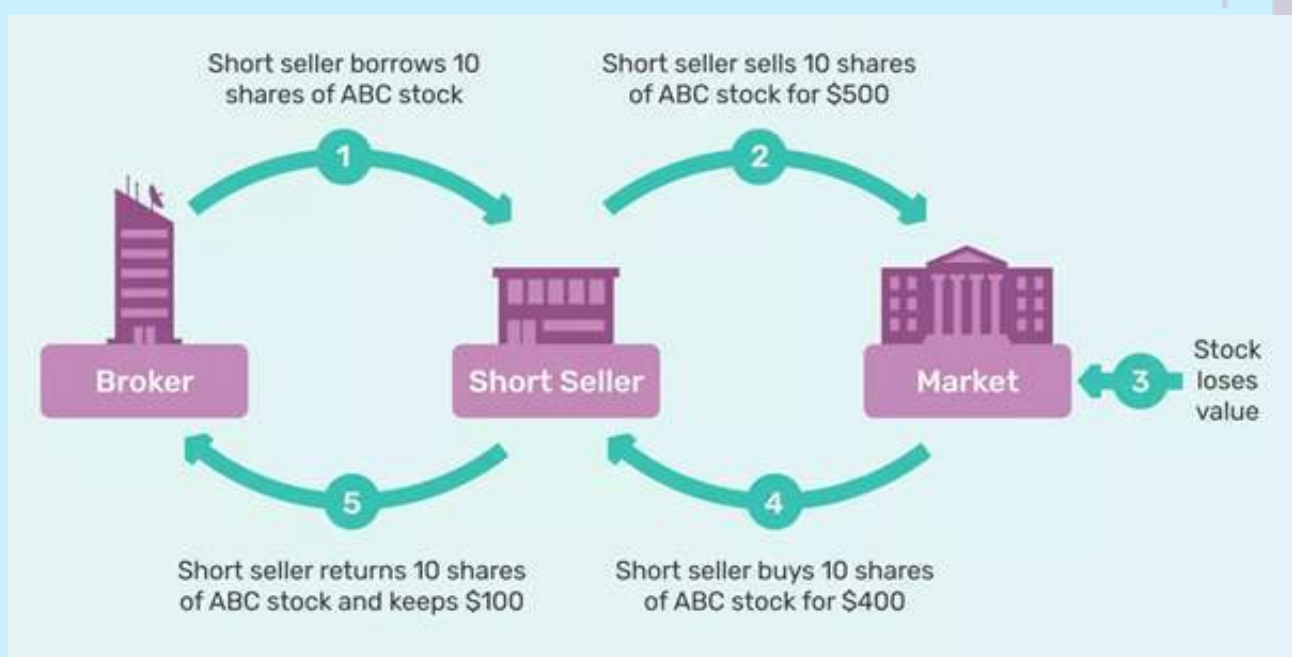 Short seller borrows 10
shares of ABC stock
Short seller sells 10 shares
of ABC stock for $500
1
2
Broker
Short Seller
Market
3
Stock
loses
value
5
4
Short seller returns 10 shares
of ABC stock and keeps $100
Short seller buys 10 shares
of ABC stock for $400